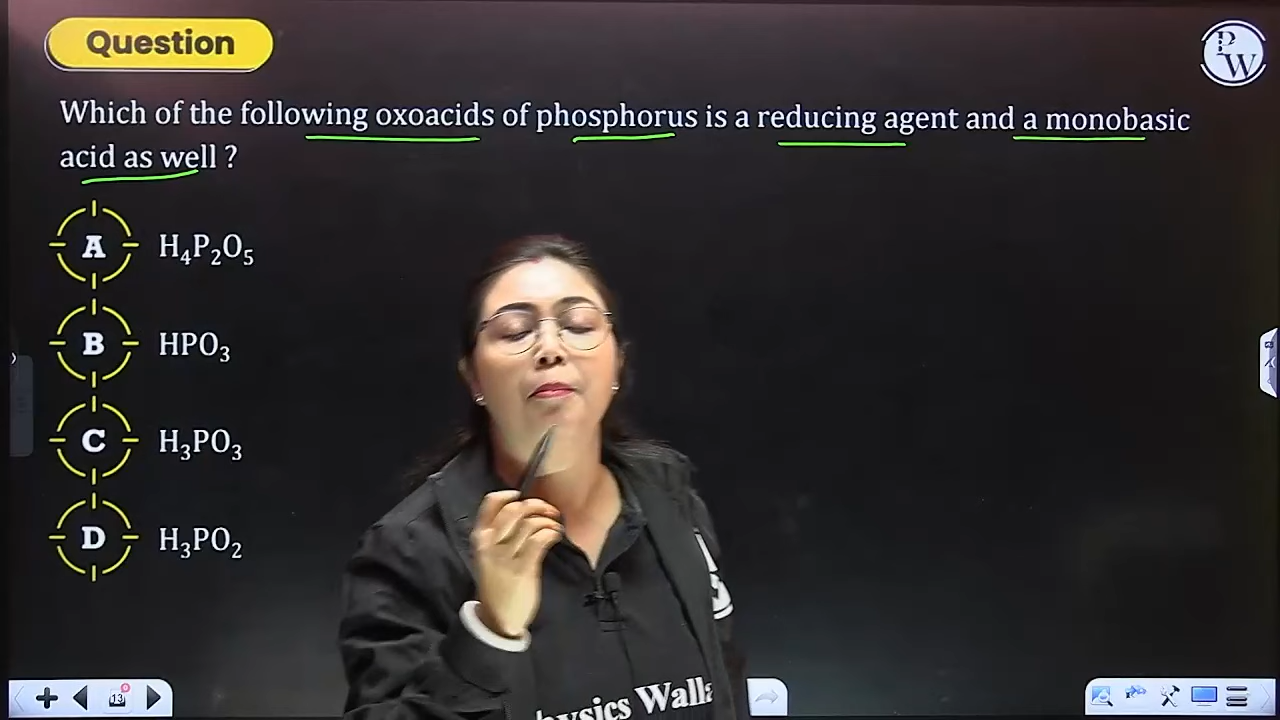 Question
P
W
Which of the following oxoacids of phosphorus is a reducing agent and a monobasic
acid as well ?
A H₄P₂O₅
B HPO₃
C H₃PO₃
D H₃PO₂
13